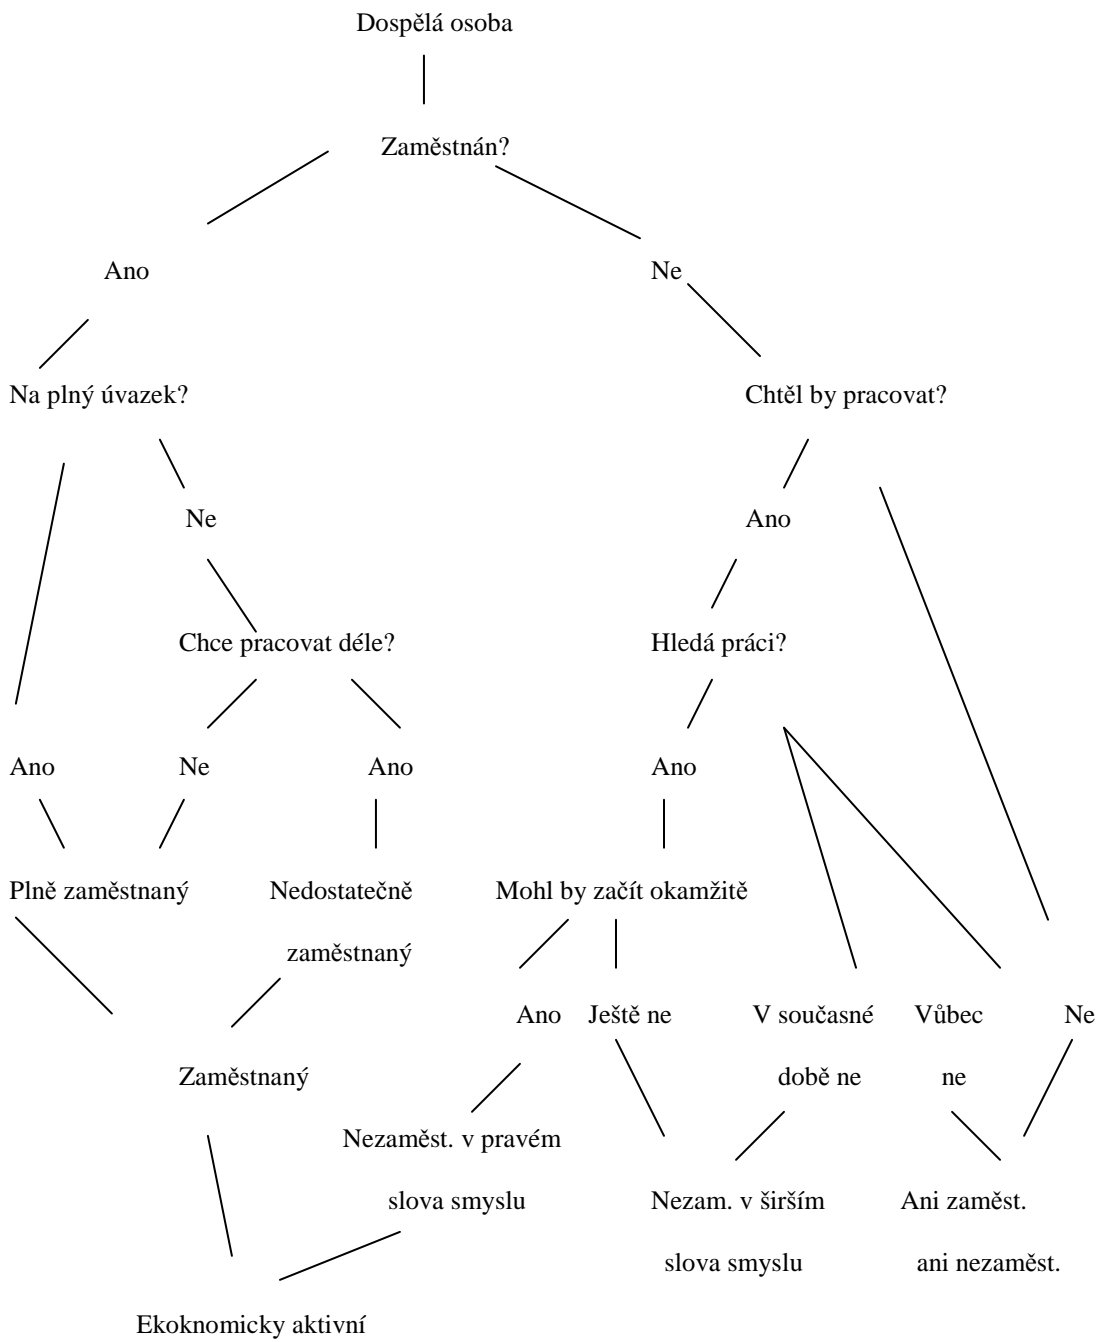 Dospělá osoba
Zaměstnán?
Ano
Ne
Na plný úvazek?
Chtěl by pracovat?
Ne
Ano
Chce pracovat déle?
Hledá práci?
Ano
Ne
Ano
Ano
Plně zaměstnaný
Nedostatečně
zaměstnaný
Mohl by začít okamžitě
Ano
Ještě ne
V současné
době ne
Vůbec
ne
Ne
Zaměstnaný
Nezaměst. v pravém
slova smyslu
Nezam. v širším
slova smyslu
Ani zaměst.
ani nezaměst.
Ekoknomicky aktivní